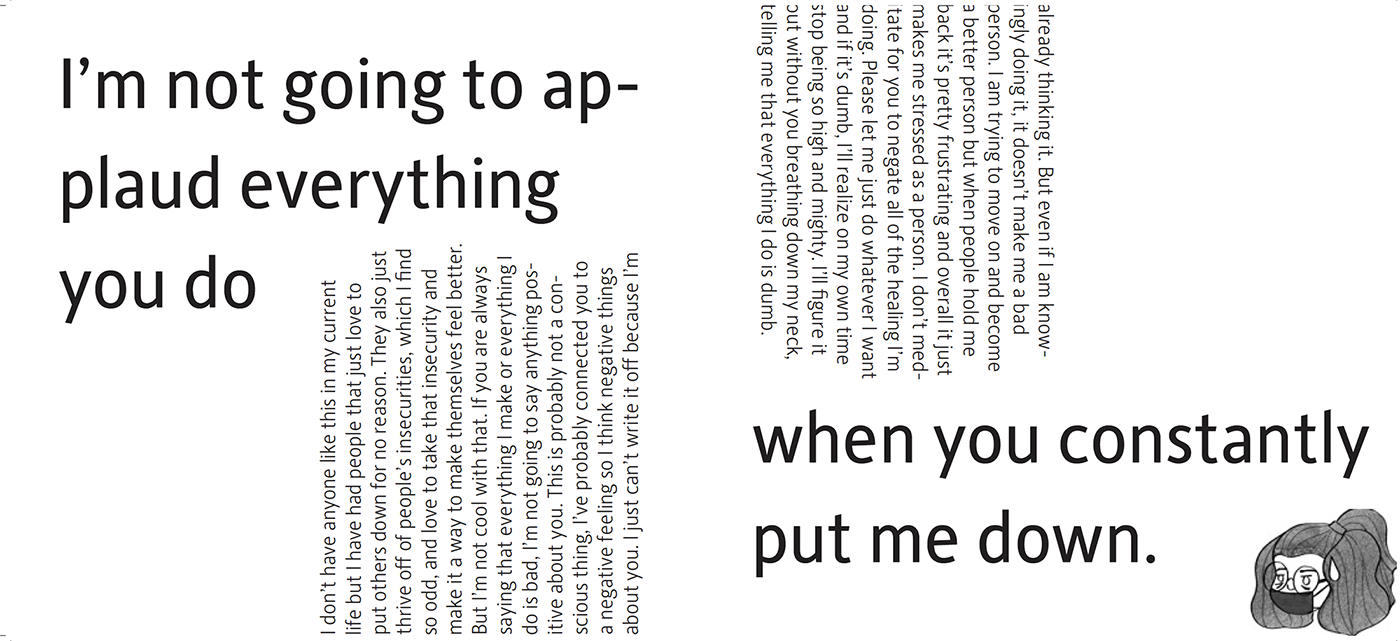 I’m not going to ap-
plaud everything
you do
I don’t have anyone like this in my current
life but I have had people that just love to
put others down for no reason. They also just
thrive off of people’s insecurities, which I find
so odd, and love to take that insecurity and
make it a way to make themselves feel better.
But I’m not cool with that. If you are always
saying that everything I make or everything I
do is bad, I’m not going to say anything pos-
itive about you. This is probably not a con-
scious thing, I’ve probably connected you to
a negative feeling so I think negative things
about you. I just can’t write it off because I’m
already thinking it. But even if I am know-
ingly doing it, it doesn’t make me a bad
person. I am trying to move on and become
a better person but when people hold me
back it’s pretty frustrating and overall it just
makes me stressed as a person. I don’t med-
itate for you to negate all of the healing I’m
doing. Please let me just do whatever I want
and if it’s dumb, I’ll realize on my own time
stop being so high and mighty. I’ll figure it
out without you breathing down my neck,
telling me that everything I do is dumb.
when you constantly
put me down.